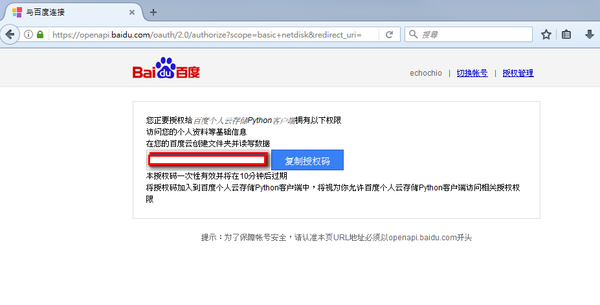 与百度连接
https://openapi.baidu.com/oauth/2.0/authorize?scope=basic+netdisk&redirect_uri=
搜尋
Bai du 百度
echochio | 切换帐号 | 授权管理
您正要授权给 百度个人云存储Python客户端拥有以下权限
访问您的个人资料等基础信息
在您的百度云创建文件夹并读写数据
复制授权码
本授权码一次性有效并将在10分钟后过期
将授权码加入到百度个人云存储Python客户端中，将视为你允许百度个人云存储Python客户端访问相关授权权
限
提示：为了保障帐号安全，请认准本页URL地址必须以openapi.baidu.com开头